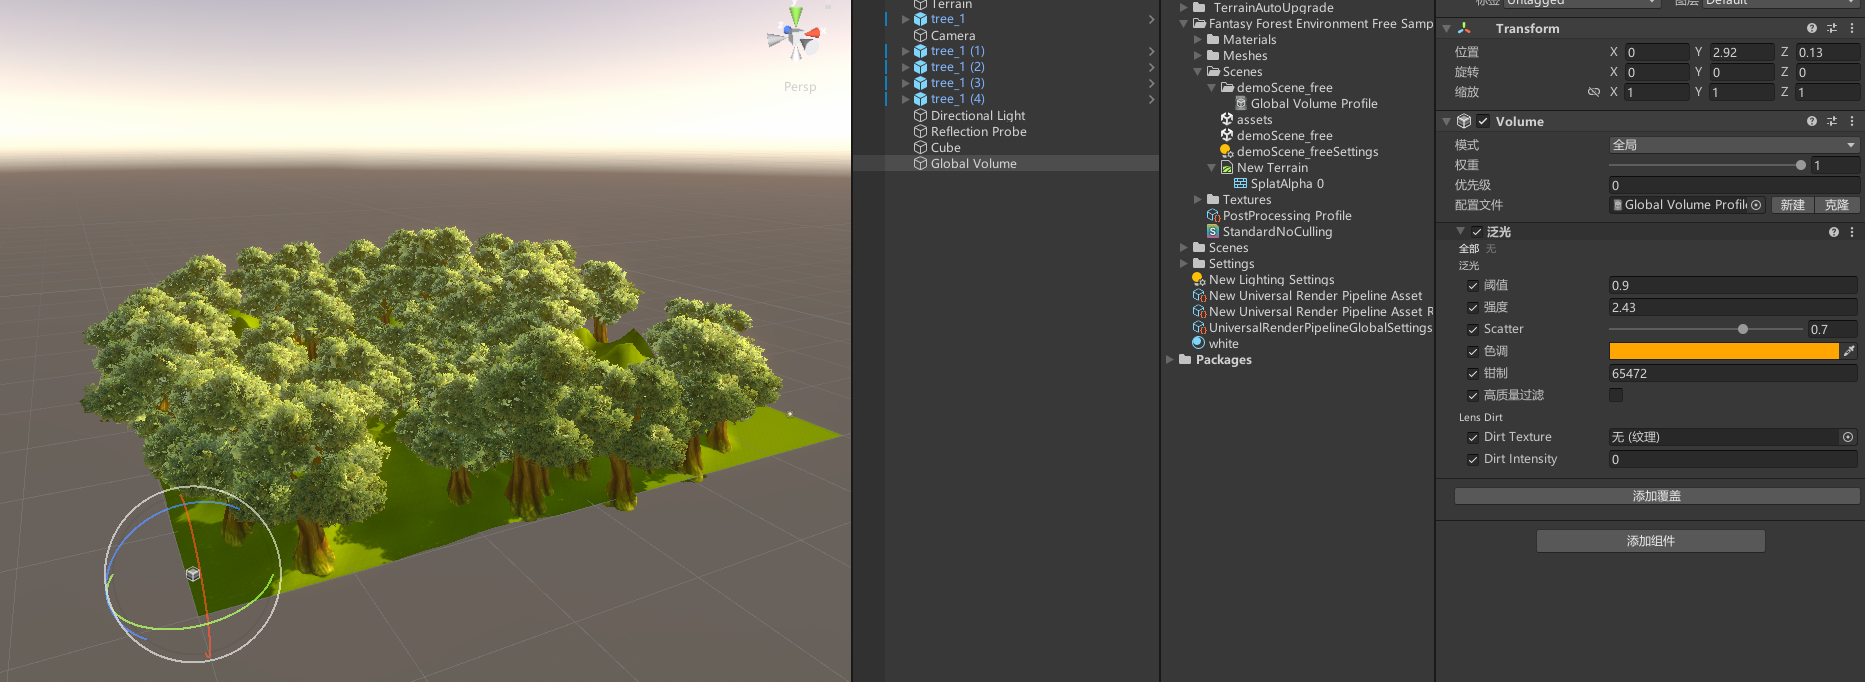 y
Persp
Terrain
tree_1
Camera
tree_1 (1)
tree_1 (2)
tree_1 (3)
tree_1 (4)
Directional Light
Reflection Probe
Cube
Global Volume
TerrainAutoUpgrade
Fantasy Forest Environment Free Samp
Materials
Meshes
Scenes
demoScene_free
Global Volume Profile
assets
demoScene_free
demoScene_freeSettings
New Terrain
SplatAlpha 0
Textures
PostProcessing Profile
StandardNoCulling
Scenes
Settings
New Lighting Settings
New Universal Render Pipeline Asset
New Universal Render Pipeline Asset R
UniversalRenderPipelineGlobalSettings
white
Packages
标签 Untagged 图层 Default
Transform
位置 X 0 Y 2.92 Z 0.13
旋转 X 0 Y 0 Z 0
缩放 X 1 Y 1 Z 1
Volume
模式 全局
权重 1
优先级 0
配置文件 Global Volume Profil 新建 克隆
泛光
全部 无
泛光
阈值 0.9
强度 2.43
Scatter 0.7
色调
钳制 65472
高质量过滤
Lens Dirt
Dirt Texture 无 (纹理)
Dirt Intensity 0
添加覆盖
添加组件